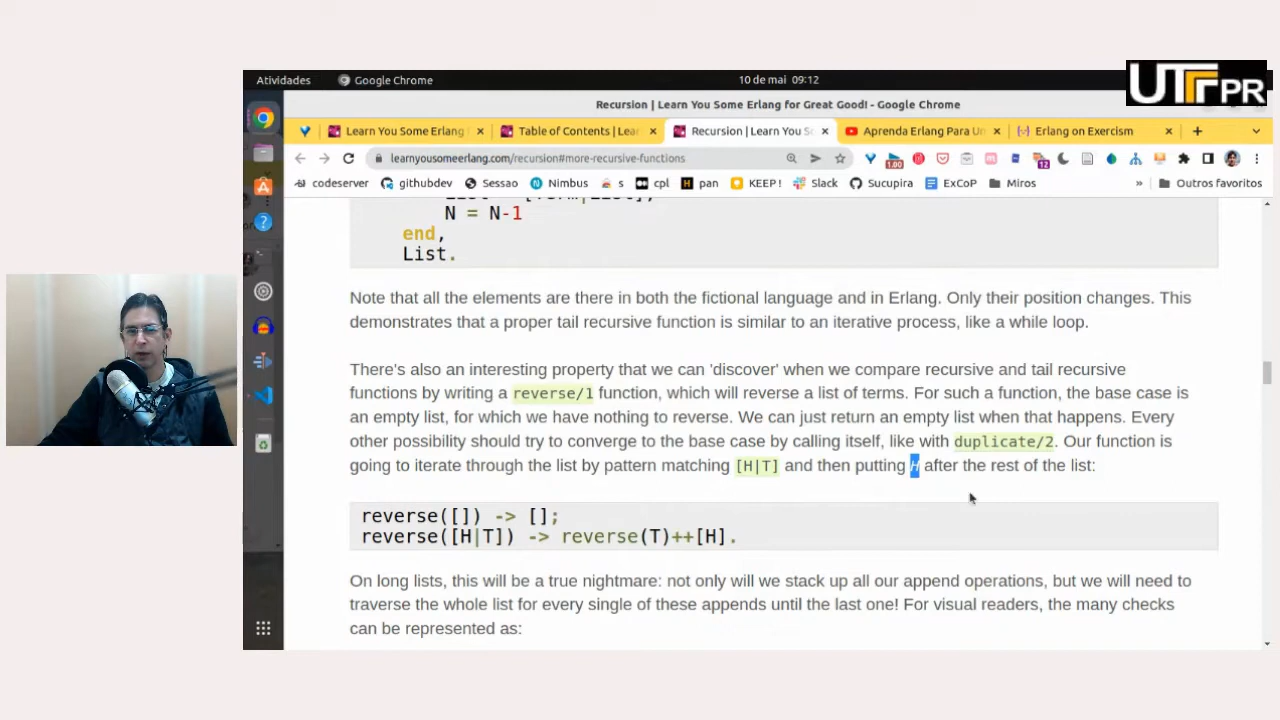 UTFPR
Atividades
Google Chrome
10 de mai 09:12
Recursion | Learn You Some Erlang for Great Good! - Google Chrome
Learn You Some Erlang
Table of Contents | Lear
Recursion | Learn You So
Aprenda Erlang Para Un
Erlang on Exercism
learnyousomeerlang.com/recursion#more-recursive-functions
1.00
12
codeserver
githubdev
Sessao
Nimbus
s
cpl
pan
KEEP !
Slack
Sucupira
ExCoP
Miros
»
Outros favoritos
N = N-1
end,
List.
Note that all the elements are there in both the fictional language and in Erlang. Only their position changes. This
demonstrates that a proper tail recursive function is similar to an iterative process, like a while loop.
There's also an interesting property that we can 'discover' when we compare recursive and tail recursive
functions by writing a reverse/1 function, which will reverse a list of terms. For such a function, the base case is
an empty list, for which we have nothing to reverse. We can just return an empty list when that happens. Every
other possibility should try to converge to the base case by calling itself, like with duplicate/2. Our function is
going to iterate through the list by pattern matching [H|T] and then putting H after the rest of the list:
reverse([]) -> [];
reverse([H|T]) -> reverse(T)++[H].
On long lists, this will be a true nightmare: not only will we stack up all our append operations, but we will need to
traverse the whole list for every single of these appends until the last one! For visual readers, the many checks
can be represented as: